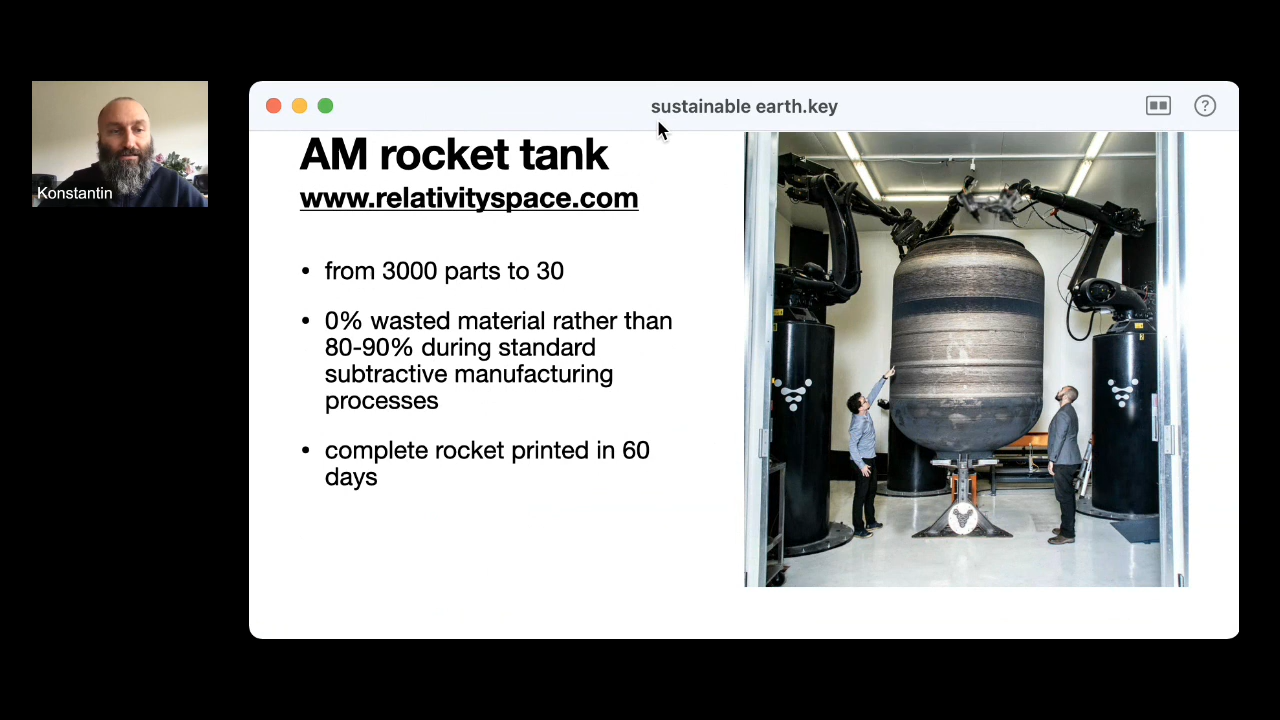 sustainable earth.key
?
Konstantin
AM rocket tank
www.relativityspace.com
• from 3000 parts to 30
• 0% wasted material rather than
80-90% during standard
subtractive manufacturing
processes
• complete rocket printed in 60
days